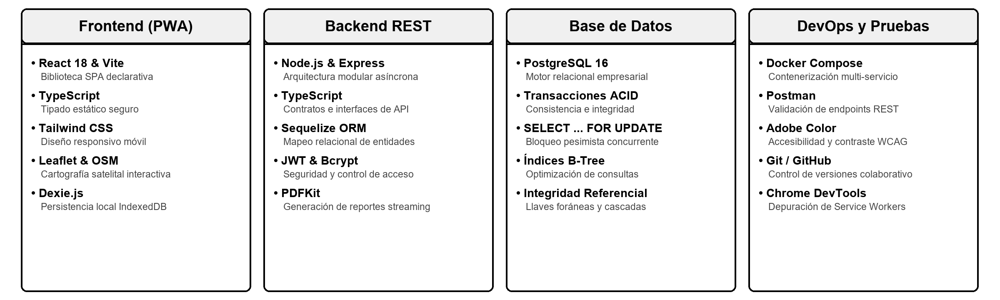 Frontend (PWA)
• React 18 & Vite
Biblioteca SPA declarativa
• TypeScript
Tipado estático seguro
• Tailwind CSS
Diseño responsivo móvil
• Leaflet & OSM
Cartografía satelital interactiva
• Dexie.js
Persistencia local IndexedDB
Backend REST
• Node.js & Express
Arquitectura modular asíncrona
• TypeScript
Contratos e interfaces de API
• Sequelize ORM
Mapeo relacional de entidades
• JWT & Bcrypt
Seguridad y control de acceso
• PDFKit
Generación de reportes streaming
Base de Datos
• PostgreSQL 16
Motor relacional empresarial
• Transacciones ACID
Consistencia e integridad
• SELECT ... FOR UPDATE
Bloqueo pesimista concurrente
• Índices B-Tree
Optimización de consultas
• Integridad Referencial
Llaves foráneas y cascadas
DevOps y Pruebas
• Docker Compose
Contenerización multi-servicio
• Postman
Validación de endpoints REST
• Adobe Color
Accesibilidad y contraste WCAG
• Git / GitHub
Control de versiones colaborativo
• Chrome DevTools
Depuración de Service Workers